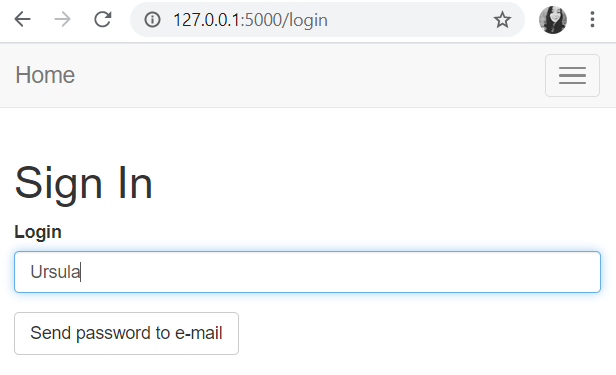 127.0.0.1:5000/login
Home
Sign In
Login
Ursula
Send password to e-mail